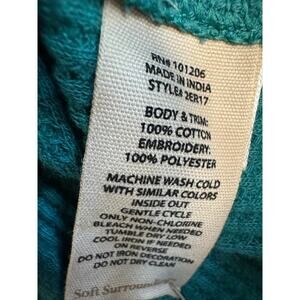 RN# 101206
MADE IN INDIA
STYLE# 2ER17
BODY & TRIM:
100% COTTON
EMBROIDERY:
100% POLYESTER
MACHINE WASH COLD
WITH SIMILAR COLORS
INSIDE OUT
GENTLE CYCLE
ONLY NON-CHLORINE
BLEACH WHEN NEEDED
TUMBLE DRY LOW
COOL IRON IF NEEDED
ON REVERSE
DO NOT IRON DECORATION
DO NOT DRY CLEAN
Soft Surround